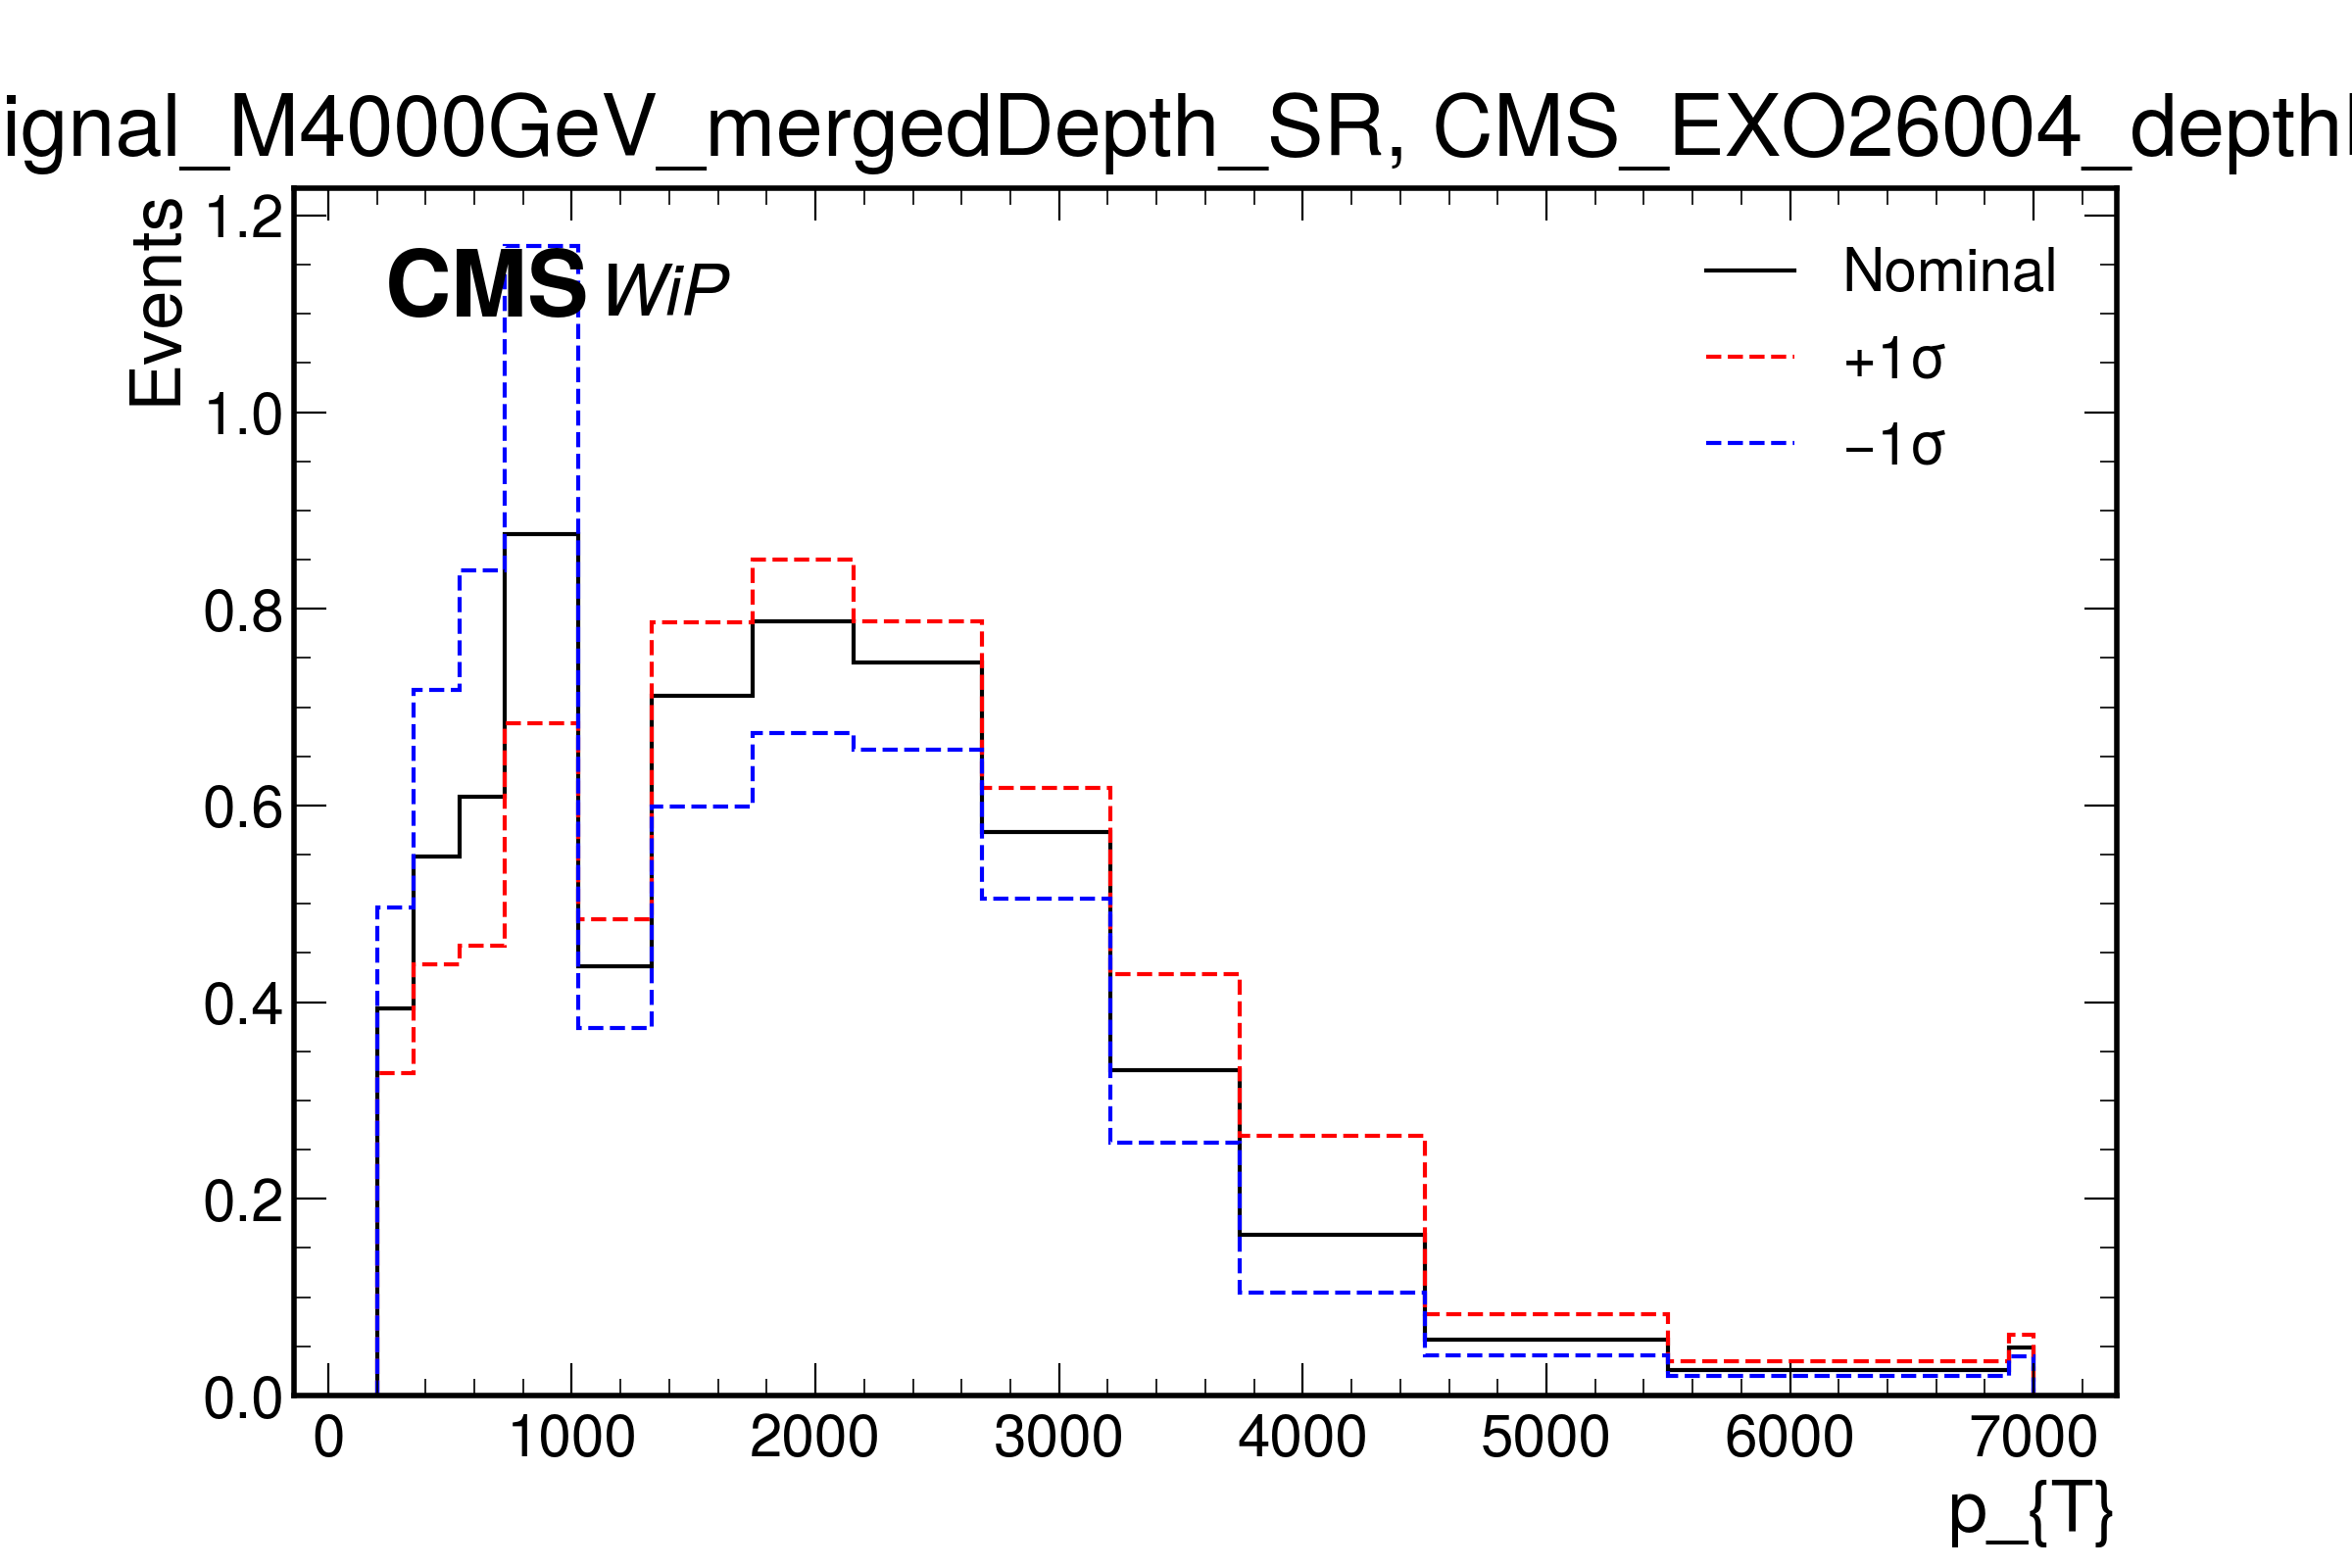 ignal_M4000GeV_mergedDepth_SR, CMS_EXO26004_depth
Events
1.2
1.0
0.8
0.6
0.4
0.2
0.0
CMS WiP
Nominal
+1σ
−1σ
0 1000 2000 3000 4000 5000 6000 7000
p_{T}